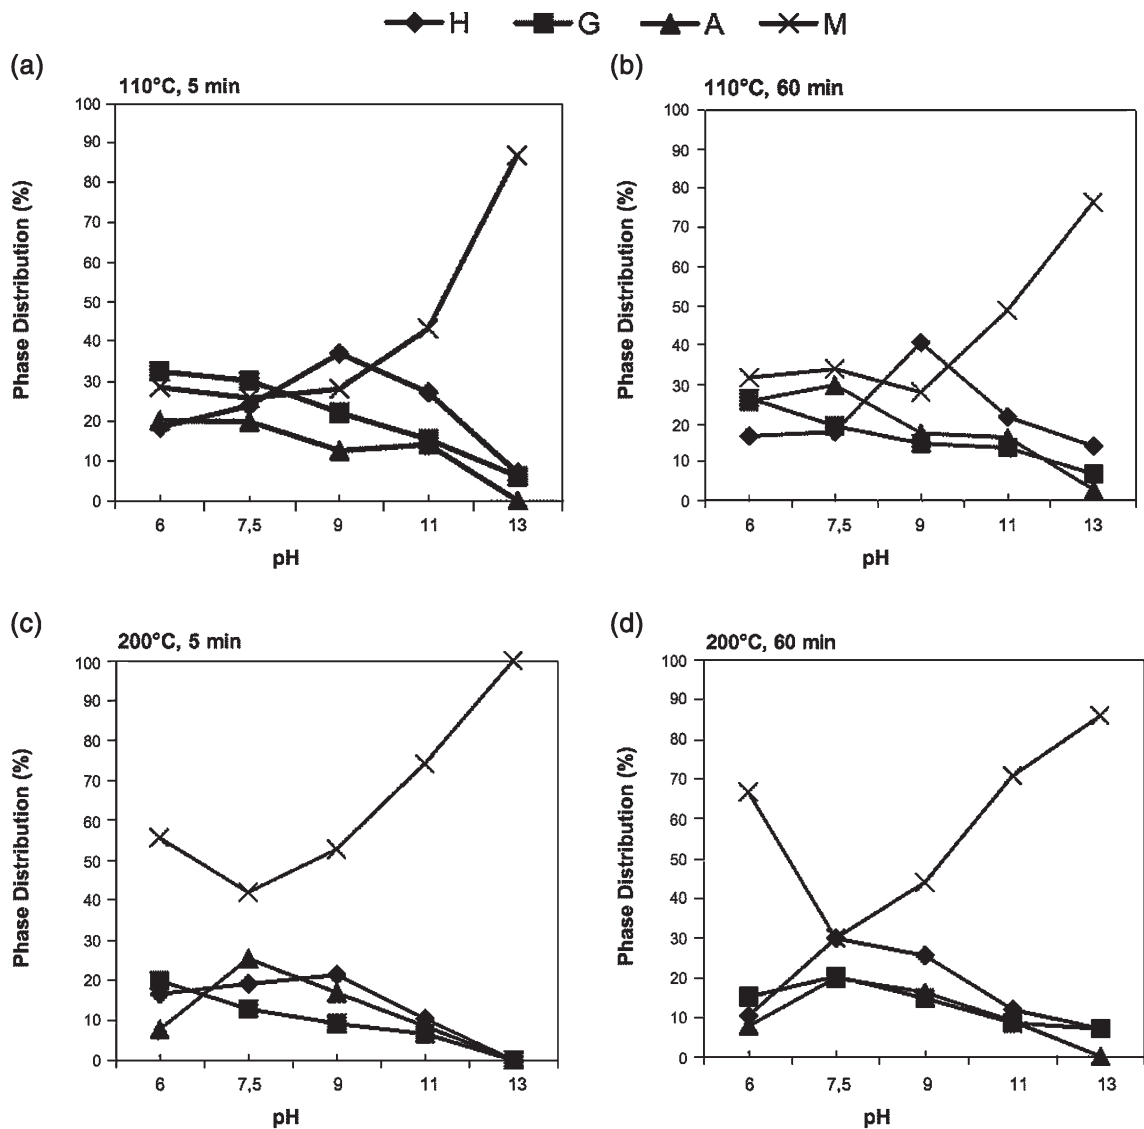 H G A M
(a)
110°C, 5 min
100
90
80
70
60
50
40
30
20
10
0
Phase Distribution (%)
6 7,5 9 11 13
pH
(b)
110°C, 60 min
100
90
80
70
60
50
40
30
20
10
0
Phase Distribution (%)
6 7,5 9 11 13
pH
(c)
200°C, 5 min
100
90
80
70
60
50
40
30
20
10
0
Phase Distribution (%)
6 7,5 9 11 13
pH
(d)
200°C, 60 min
100
90
80
70
60
50
40
30
20
10
0
Phase Distribution (%)
6 7,5 9 11 13
pH